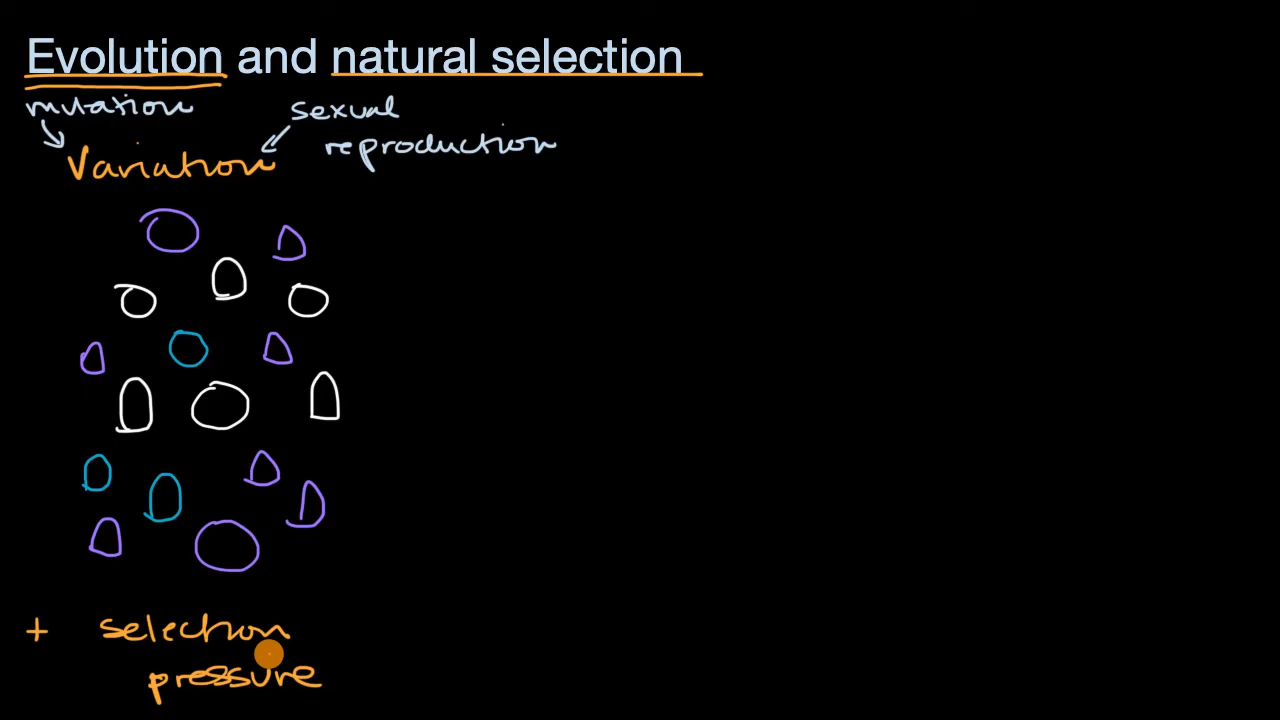 Evolution and natural selection
mutation
sexual
reproduction
Variation
+ selection
pressure